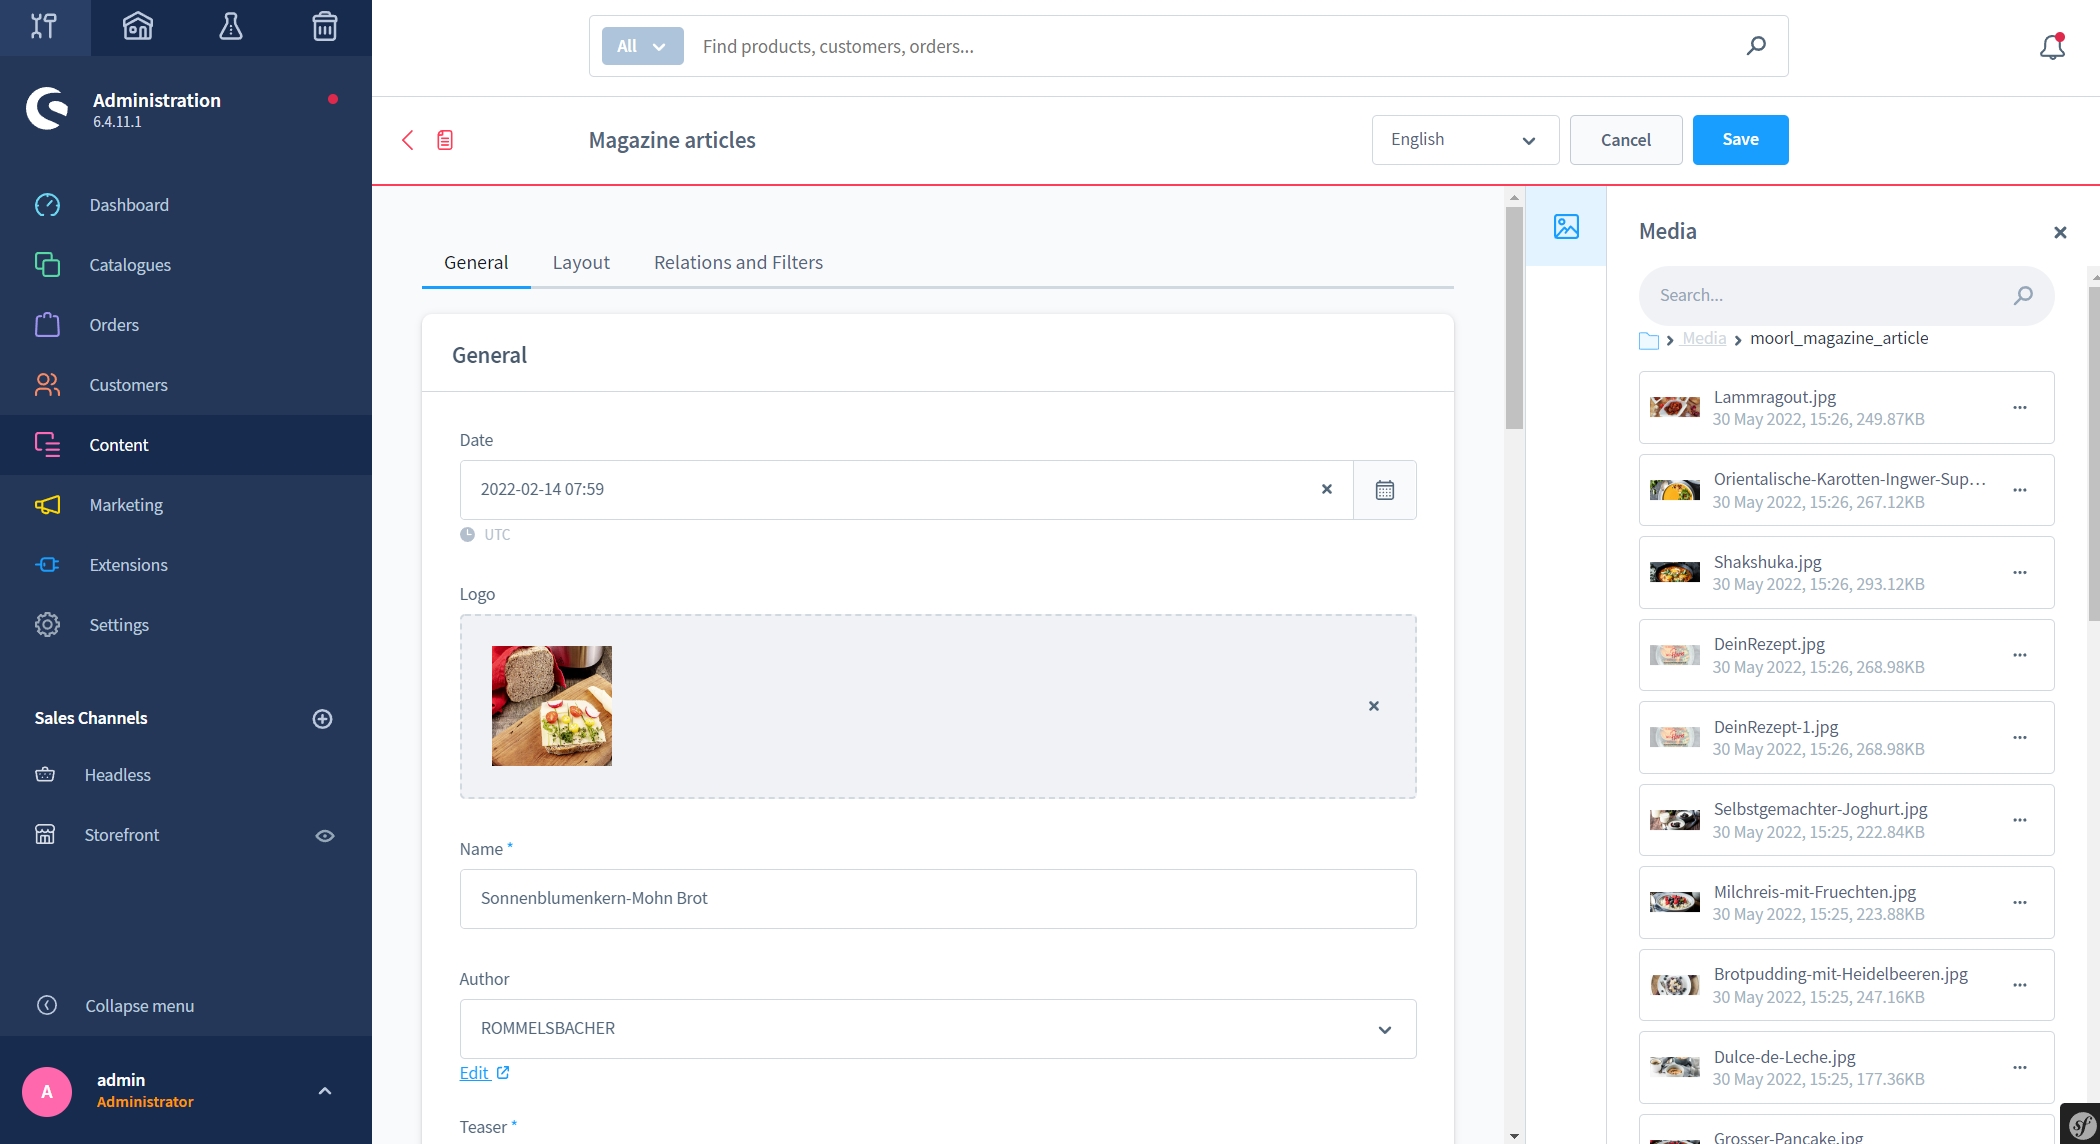 All
Find products, customers, orders...
Administration
6.4.11.1
Magazine articles
English
Cancel
Save
Dashboard
Catalogues
Orders
Customers
Content
Marketing
Extensions
Settings
Sales Channels
Headless
Storefront
Collapse menu
A
admin
Administrator
General
Layout
Relations and Filters
General
Date
2022-02-14 07:59
UTC
Logo
Name *
Sonnenblumenkern-Mohn Brot
Author
ROMMELSBACHER
Edit
Teaser *
Media
Search...
Media
moorl_magazine_article
Lammragout.jpg
30 May 2022, 15:26, 249.87KB
Orientalische-Karotten-Ingwer-Sup...
30 May 2022, 15:26, 267.12KB
Shakshuka.jpg
30 May 2022, 15:26, 293.12KB
DeinRezept.jpg
30 May 2022, 15:26, 268.98KB
DeinRezept-1.jpg
30 May 2022, 15:26, 268.98KB
Selbstgemachter-Joghurt.jpg
30 May 2022, 15:25, 222.84KB
Milchreis-mit-Fruechten.jpg
30 May 2022, 15:25, 223.88KB
Brotpudding-mit-Heidelbeeren.jpg
30 May 2022, 15:25, 247.16KB
Dulce-de-Leche.jpg
30 May 2022, 15:25, 177.36KB
Grosser-Pancake.jpg
sf